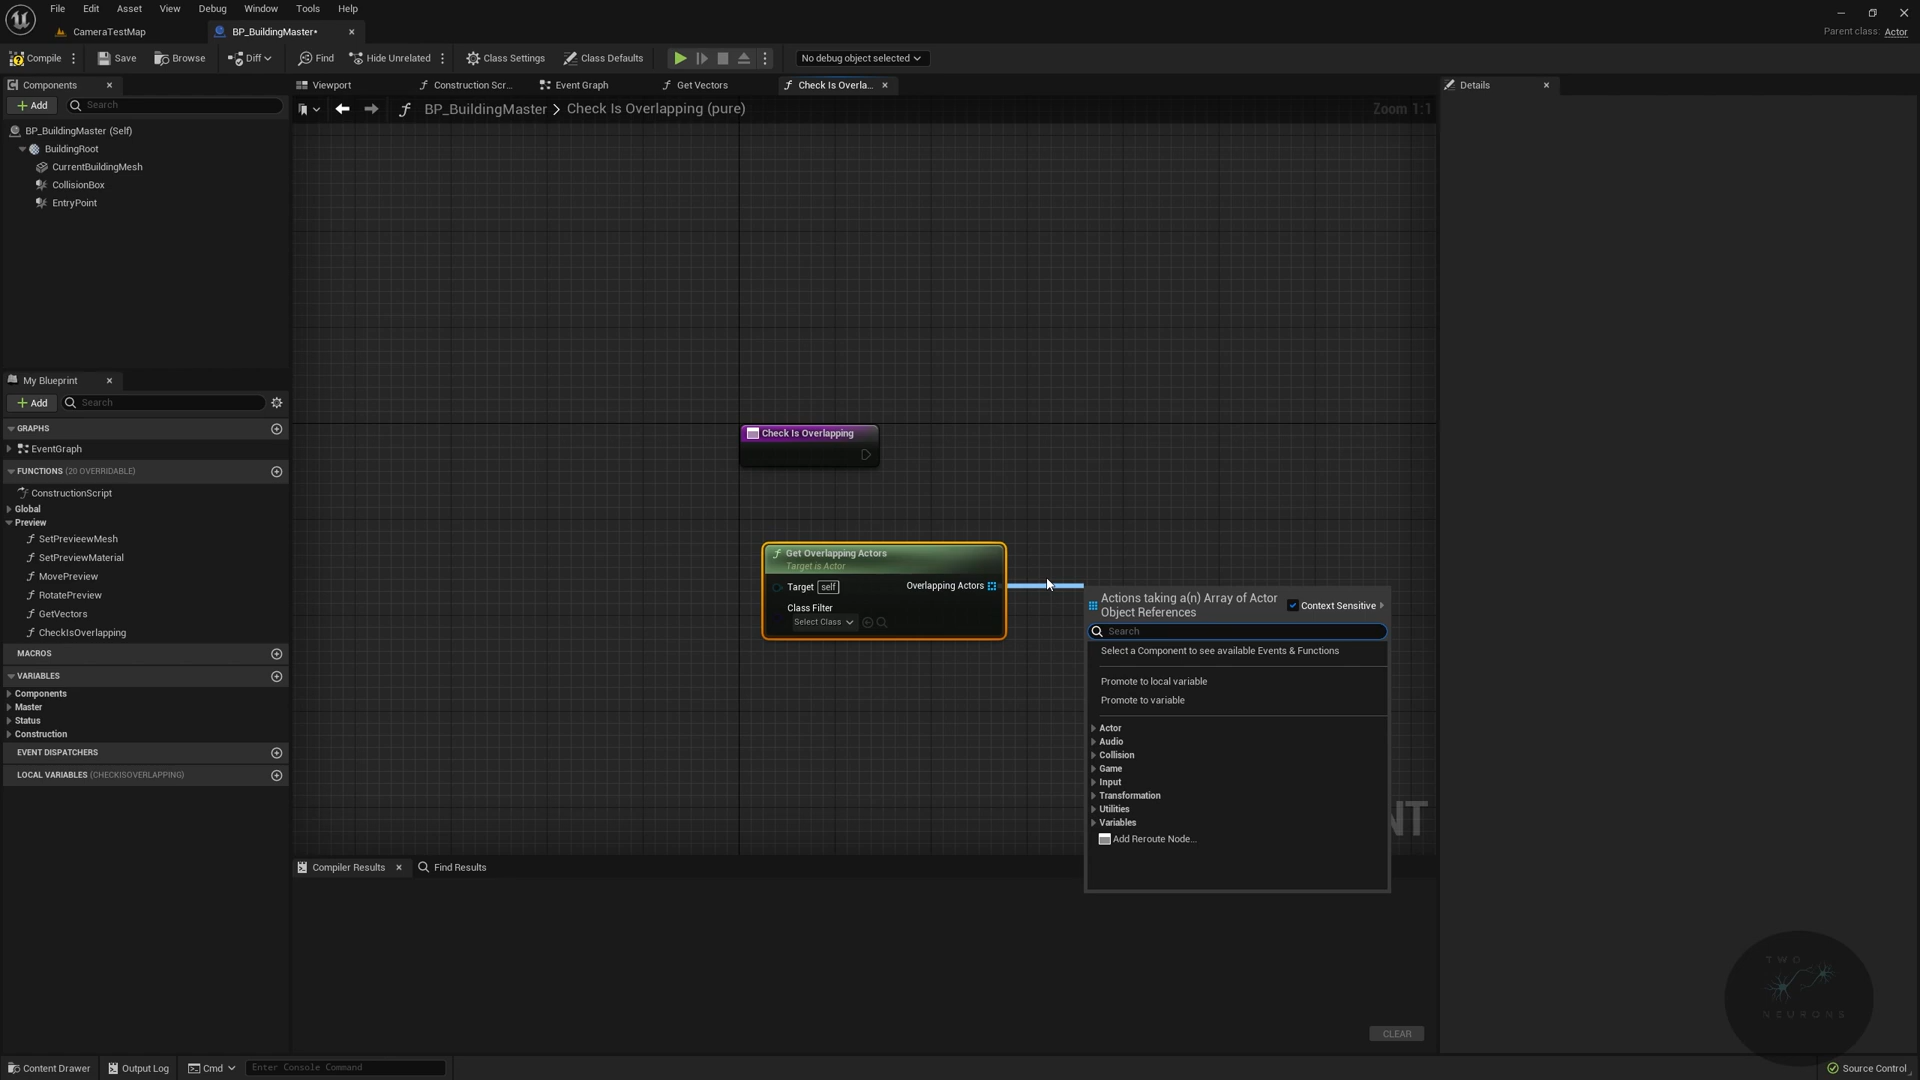 File Edit Asset View Debug Window Tools Help
CameraTestMap
BP_BuildingMaster•
Parent class: Actor
Compile
Save
Browse
Diff
Find
Hide Unrelated
Class Settings
Class Defaults
No debug object selected
Components
Add
Search
BP_BuildingMaster (Self)
BuildingRoot
CurrentBuildingMesh
CollisionBox
EntryPoint
My Blueprint
Add
Search
GRAPHS
EventGraph
FUNCTIONS (20 OVERRIDABLE)
ConstructionScript
Global
Preview
SetPrevieewMesh
SetPreviewMaterial
MovePreview
RotatePreview
GetVectors
CheckIsOverlapping
MACROS
VARIABLES
Components
Master
Status
Construction
EVENT DISPATCHERS
LOCAL VARIABLES (CHECKISOVERLAPPING)
Viewport
Construction Scr...
Event Graph
Get Vectors
Check Is Overla...
BP_BuildingMaster > Check Is Overlapping (pure)
Zoom 1:1
Check Is Overlapping
Get Overlapping Actors
Target is Actor
Target self
Overlapping Actors
Class Filter
Select Class
Actions taking a(n) Array of Actor
Object References
Context Sensitive
Search
Select a Component to see available Events & Functions
Promote to local variable
Promote to variable
Actor
Audio
Collision
Game
Input
Transformation
Utilities
Variables
Add Reroute Node...
NT
Compiler Results
Find Results
CLEAR
Details
TWO
NEURONS
Content Drawer
Output Log
Cmd
Enter Console Command
Source Control